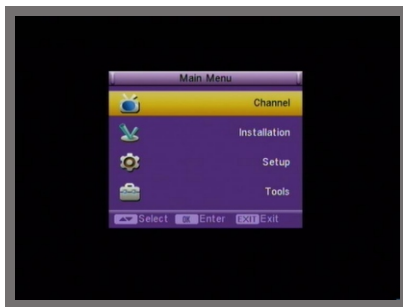 Main Menu
Channel
Installation
Setup
Tools
Select OK Enter EXIT Exit